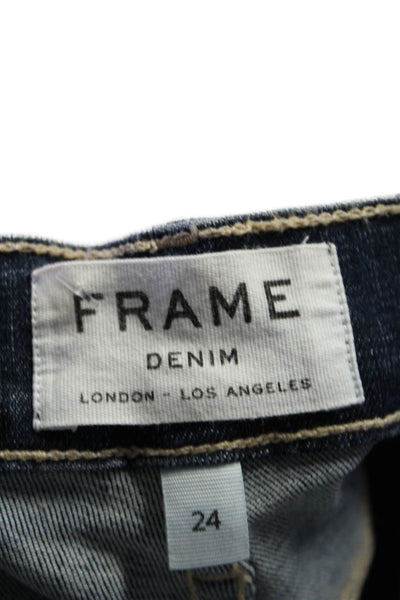 FRAME
DENIM
LONDON - LOS ANGELES
24